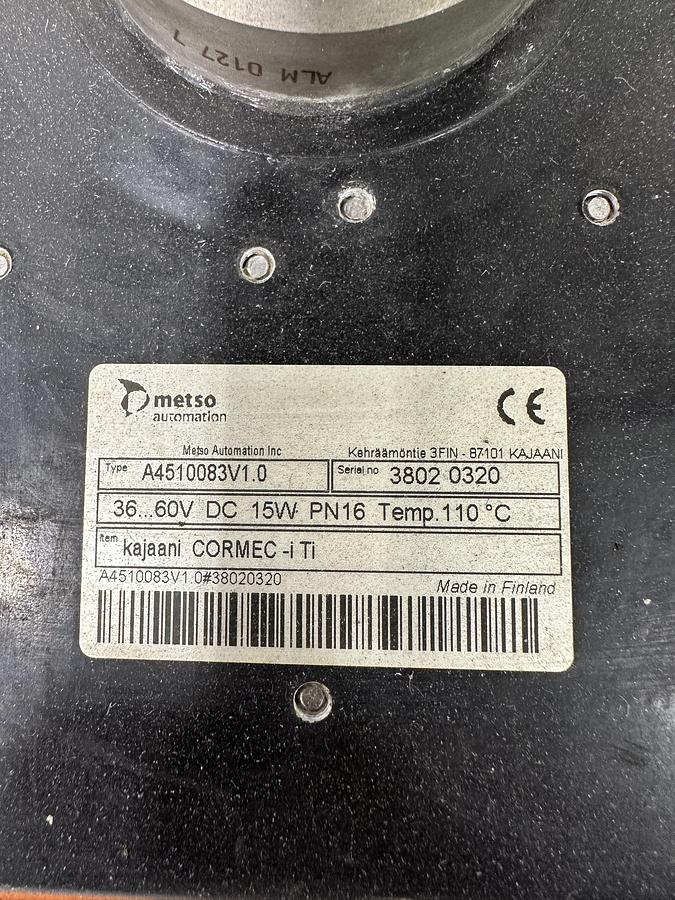 ALM 0127 7
metso
automation
CE
Metso Automation Inc
Kehräämöntie 3FIN - 87101 KAJAANI
Type A4510083V1.0
Serial no 3802 0320
36...60V DC 15W PN16 Temp.110 °C
Item kajaani CORMEC -i Ti
A4510083V1.0#38020320
Made in Finland